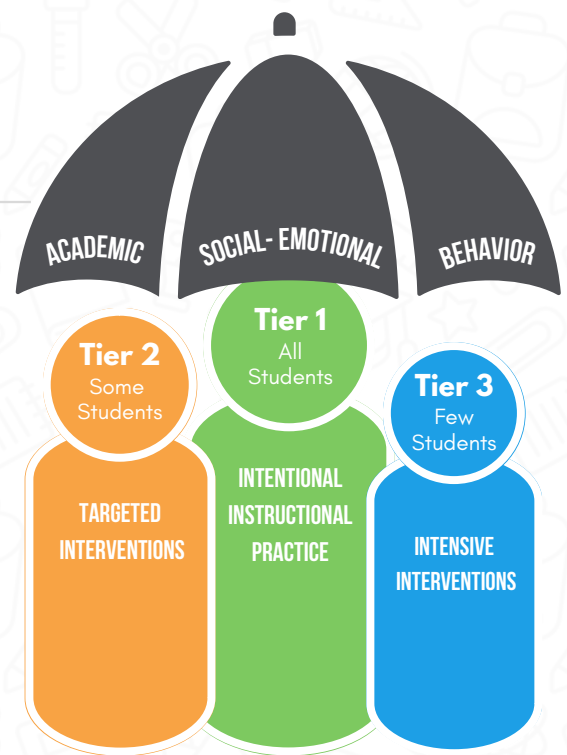 ACADEMIC
SOCIAL- EMOTIONAL
BEHAVIOR
Tier 1
All
Students
INTENTIONAL
INSTRUCTIONAL
PRACTICE
Tier 2
Some
Students
TARGETED
INTERVENTIONS
Tier 3
Few
Students
INTENSIVE
INTERVENTIONS